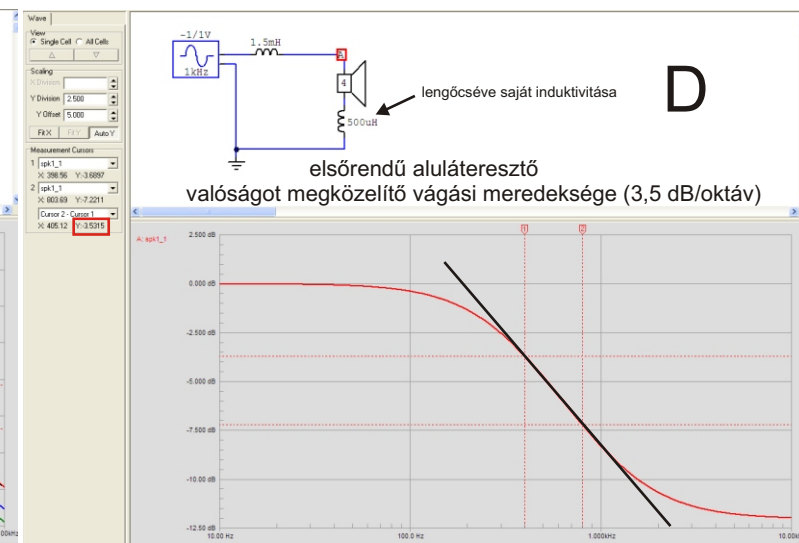 Wave
View
Single Cell All Cells
Scaling
X Division
Y Division 2.500
Y Offset 5.000
Fit X Fit Y Auto Y
Measurement Cursors
1 spk1_1
X: 398.56 Y:-3.6897
2 spk1_1
X: 803.69 Y:-7.2211
Cursor 2 - Cursor 1
X: 405.12 Y:-3.5315
-1/1V
1kHz
1.5mH
A
4
500uH
lengőcséve saját induktivitása
D
elsőrendű aluláteresztő
valóságot megközelítő vágási meredeksége (3,5 dB/oktáv)
A: spk1_1
1 2
2.500 dB
0.000 dB
-2.500 dB
-5.000 dB
-7.500 dB
-10.00 dB
-12.50 dB
10.00 Hz 100.0 Hz 1.000kHz 10.00k
00kHz